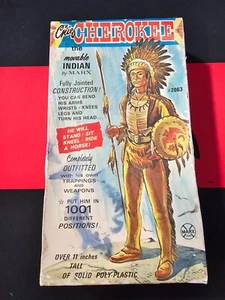 Chief
CHEROKEE
the
movable
INDIAN
by MARX
#2063
Fully Jointed
CONSTRUCTION!
YOU CAN BEND
HIS ARMS
WRISTS - KNEES
LEGS AND
TURN HIS HEAD
HE WILL
STAND - SIT
KNEEL - RIDE
A HORSE!
Completely
OUTFITTED
WITH HIS OWN
TRAPPINGS
AND
WEAPONS
PUT HIM IN
1001
DIFFERENT
POSITIONS!
MARX
OVER 11 inches
TALL
OF SOLID POLY-PLASTIC